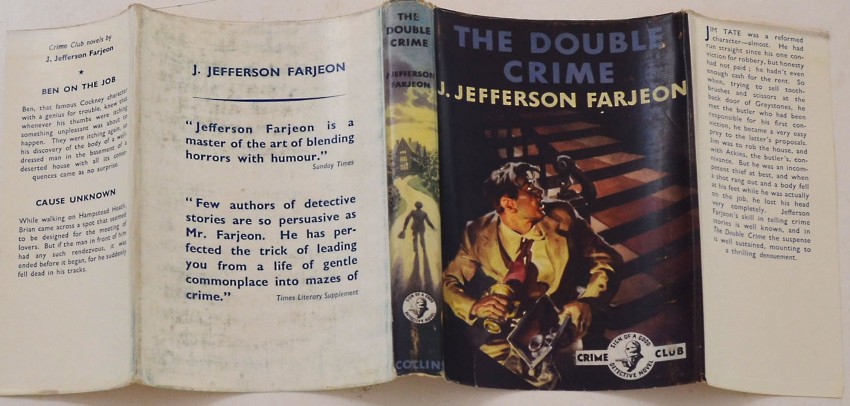 Crime Club novels by
J. Jefferson Farjeon
★
BEN ON THE JOB
Ben, that famous Cockney character
with a genius for trouble, knew that
whenever his thumbs were itching
something unpleasant was about to
happen. They were itching again, so
his discovery of the body of a well-
dressed man in the basement of a
deserted house with all its conse-
quences came as no surprise.
CAUSE UNKNOWN
While walking on Hampstead Heath,
Brian came across a spot that seemed
to be designed for the meeting of
lovers. But if the man in front of him
had any such rendezvous, it was
ended before it began, for he suddenly
fell dead in his tracks.
J. JEFFERSON FARJEON
"Jefferson Farjeon is a
master of the art of blending
horrors with humour."
Sunday Times
"Few authors of detective
stories are so persuasive as
Mr. Farjeon. He has per-
fected the trick of leading
you from a life of gentle
commonplace into mazes of
crime."
Times Literary Supplement
THE
DOUBLE
CRIME
JEFFERSON
FARJEON
SIGN OF A GOOD
DETECTIVE NOVEL
COLLINS
THE DOUBLE
CRIME
J. JEFFERSON FARJEON
CRIME CLUB
SIGN OF A GOOD
DETECTIVE NOVEL
JIM TATE was a reformed
character—almost. He had
run straight since his one con-
viction for robbery, but honesty
had not paid; he hadn't even
enough cash for the rent. So
when, trying to sell tooth-
brushes and scissors at the
back door of Greystones, he
met the butler who had been
responsible for his first con-
viction, he became a very easy
prey to the latter's proposals.
Jim was to rob the house, and
with Atkins, the butler's, con-
nivance. But he was an incom-
petent thief at best, and when
a shot rang out and a body fell
at his feet while he was actually
on the job, he lost his head
very completely. Jefferson
Farjeon's skill in telling crime
stories is well known, and in
The Double Crime the suspense
is well sustained, mounting to
a thrilling denouement.